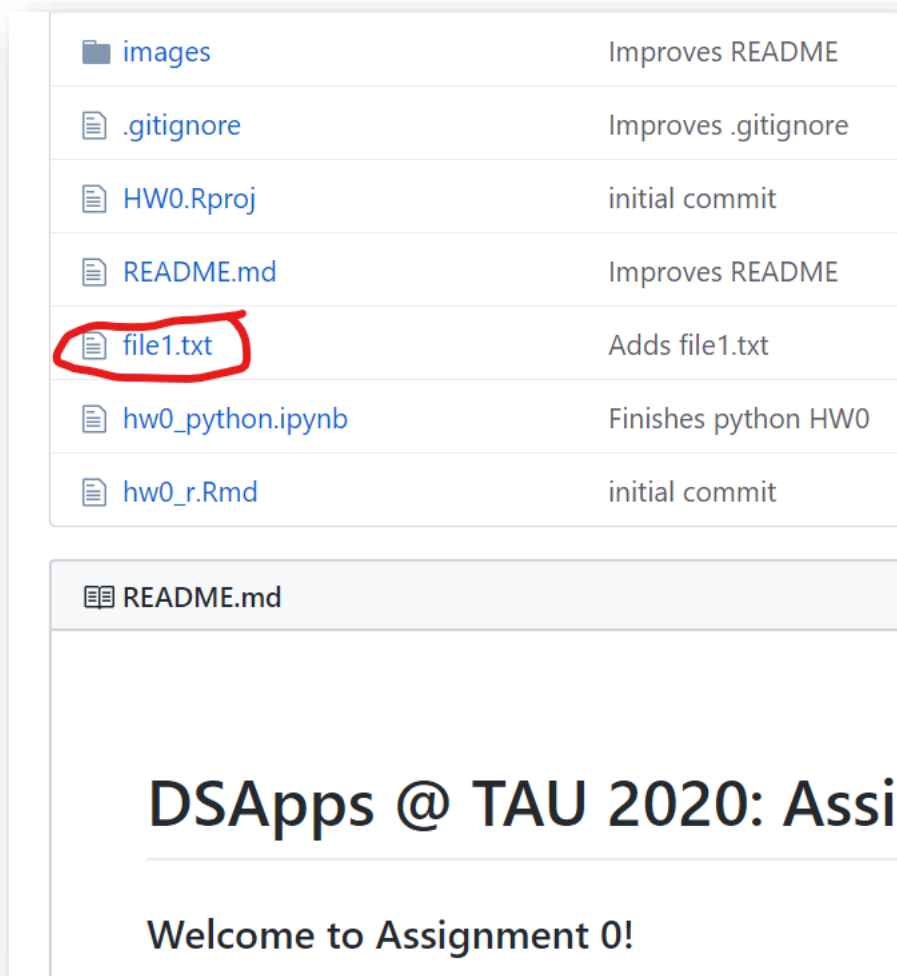 images Improves README
.gitignore Improves .gitignore
HW0.Rproj initial commit
README.md Improves README
file1.txt Adds file1.txt
hw0_python.ipynb Finishes python HW0
hw0_r.Rmd initial commit
README.md
DSApps @ TAU 2020: Assi
Welcome to Assignment 0!